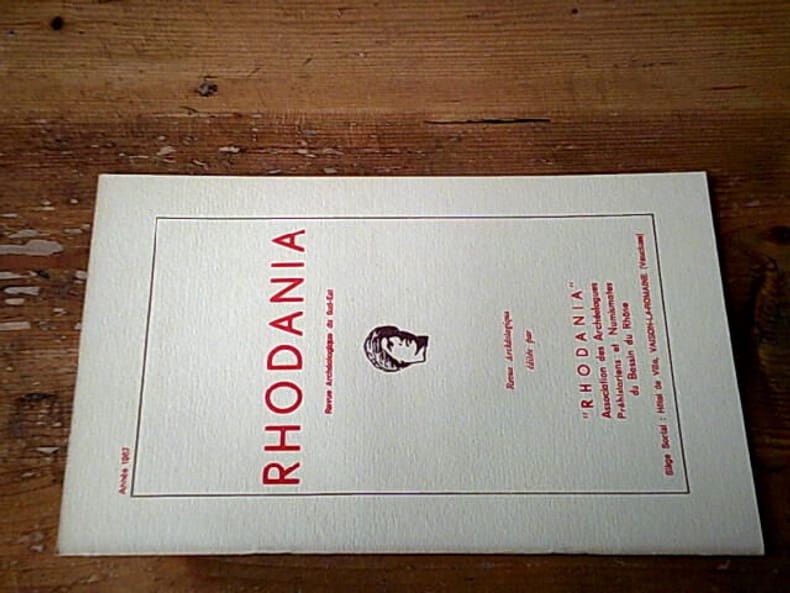 Année 1962
RHODANIA
Revue Archéologique du Sud-Est
Revue Archéologique
éditée par
"RHODANIA"
Association des Archéologues
Préhistoriens et Numismates
du Bassin du Rhône
Siège Social : Hôtel de Ville, VAISON-LA-ROMAINE (Vaucluse)